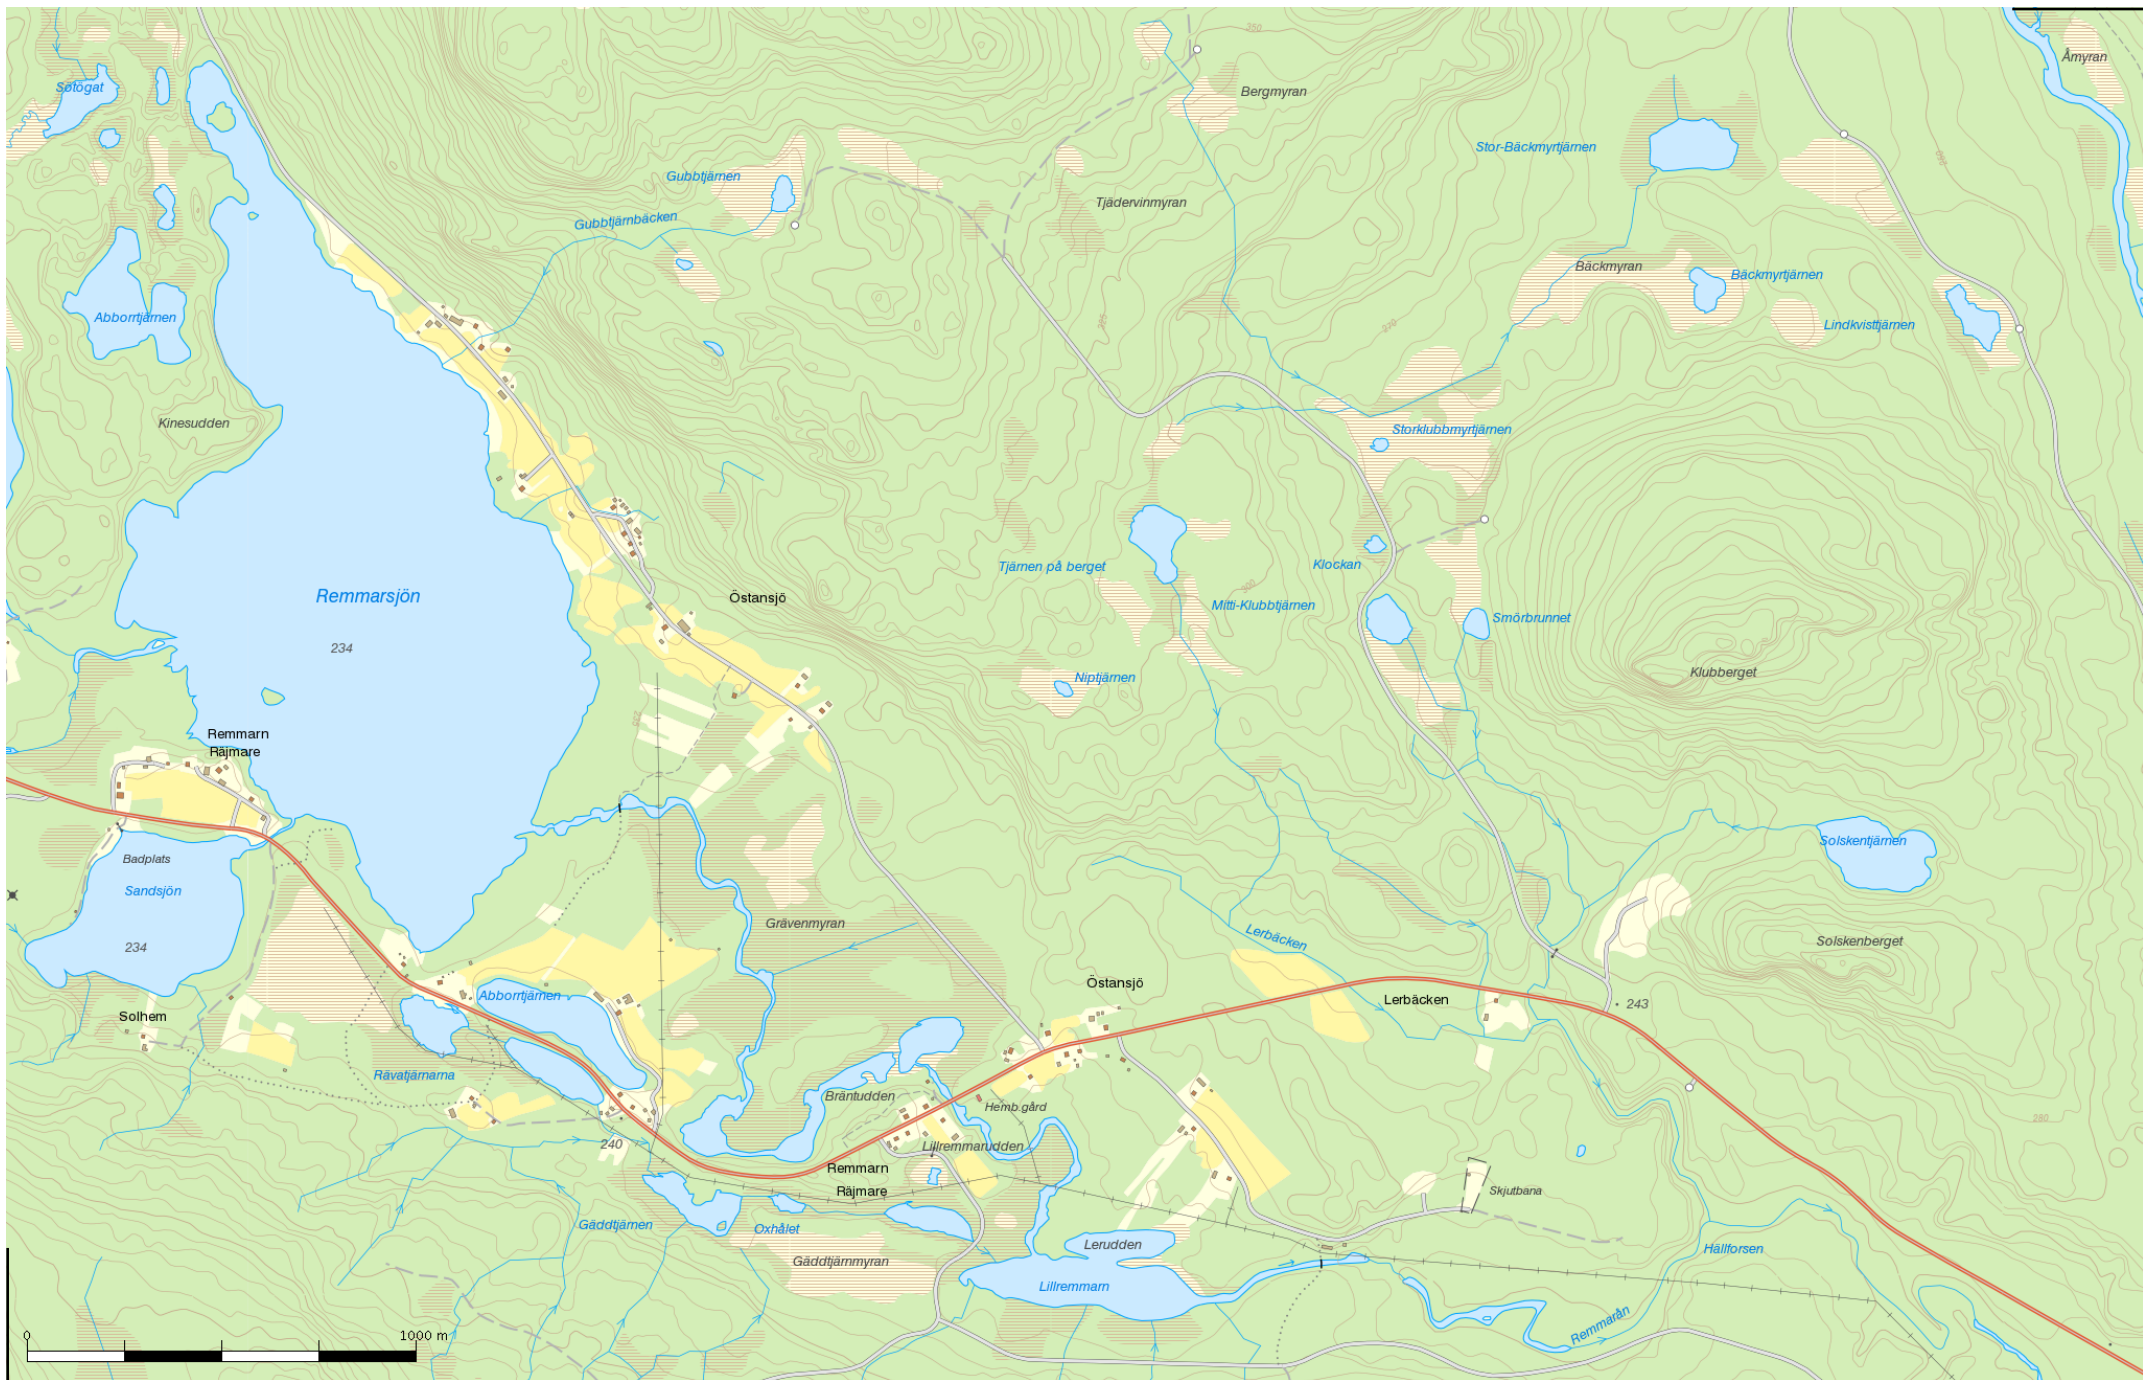 350
Åmyran
Sötögat
Bergmyran
Stor-Bäckmyrtjärnen
Gubbtjärnen
Tjädervinmyran
Gubbtjärnbäcken
Bäckmyran
Bäckmyrtjärnen
Abborrtjärnen
Lindkvisttjärnen
Kinesudden
Storklubbmyrtjärnen
Tjärnen på berget
Klockan
300
Remmarsjön
Östansjö
Mitti-Klubbtjärnen
Smörbrunnet
234
Klubberget
Niptjärnen
Remmarn
Räjmare
Solskentjärnen
Badplats
Sandsjön
Grävenmyran
Lerbäcken
Solskenberget
234
Östansjö
Abborrtjärnen
Lerbäcken
243
Solhem
Rävatjärnarna
Bräntudden
Hemb.gård
280
240
Lillremmarudden
Remmarn
Räjmare
Skjutbana
Gäddtjärnen
Oxhålet
Lerudden
Hällforsen
Gäddtjärnmyran
Lillremmarn
Remmarån
0
1000 m